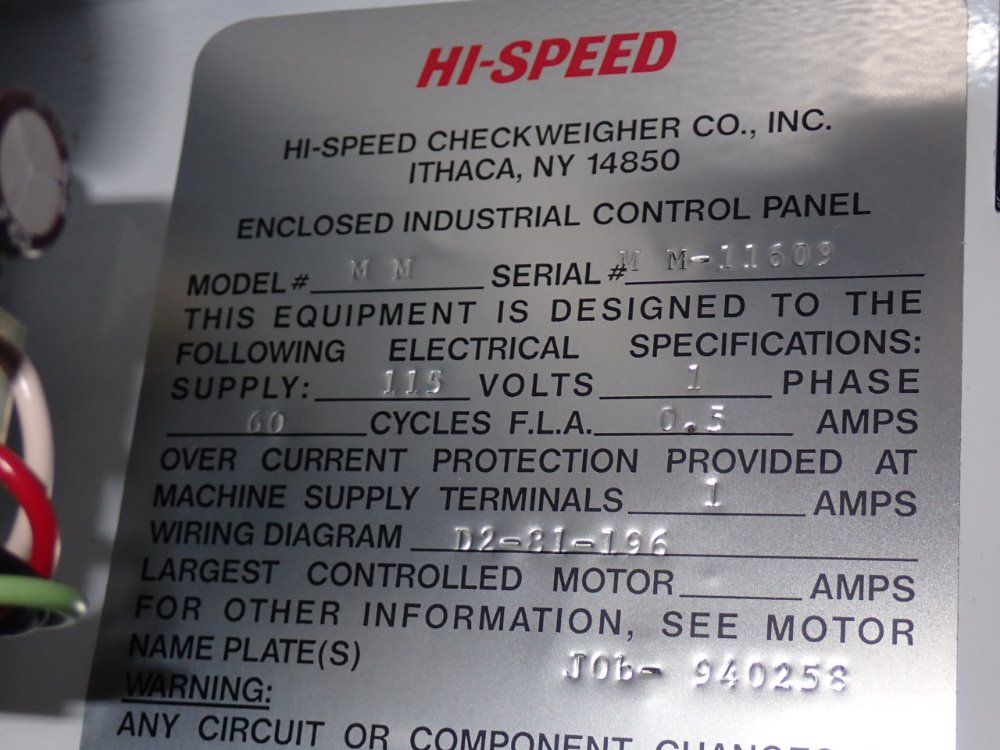 HI-SPEED
HI-SPEED CHECKWEIGHER CO., INC.
ITHACA, NY 14850
ENCLOSED INDUSTRIAL CONTROL PANEL
MODEL # M M SERIAL # M M-11609
THIS EQUIPMENT IS DESIGNED TO THE
FOLLOWING ELECTRICAL SPECIFICATIONS:
SUPPLY: 115 VOLTS 1 PHASE
60 CYCLES F.L.A. 0.5 AMPS
OVER CURRENT PROTECTION PROVIDED AT
MACHINE SUPPLY TERMINALS 1 AMPS
WIRING DIAGRAM D2-81-196
LARGEST CONTROLLED MOTOR AMPS
FOR OTHER INFORMATION, SEE MOTOR
NAME PLATE(S) JOb- 940258
WARNING:
ANY CIRCUIT OR COMPONENT CHANGES